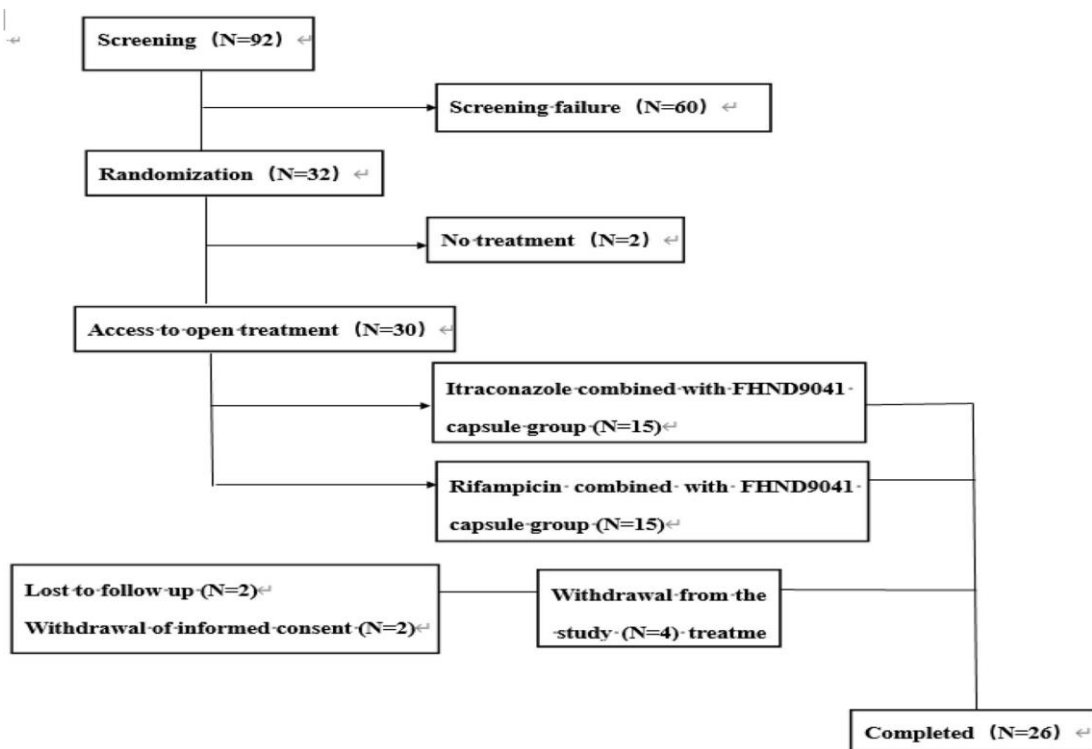 Screening (N=92)
Screening failure (N=60)
Randomization (N=32)
No treatment (N=2)
Access to open treatment (N=30)
Itraconazole combined with FHND9041
capsule group (N=15)
Rifampicin combined with FHND9041
capsule group (N=15)
Lost to follow up (N=2)
Withdrawal of informed consent (N=2)
Withdrawal from the
study (N=4) treatme
Completed (N=26)